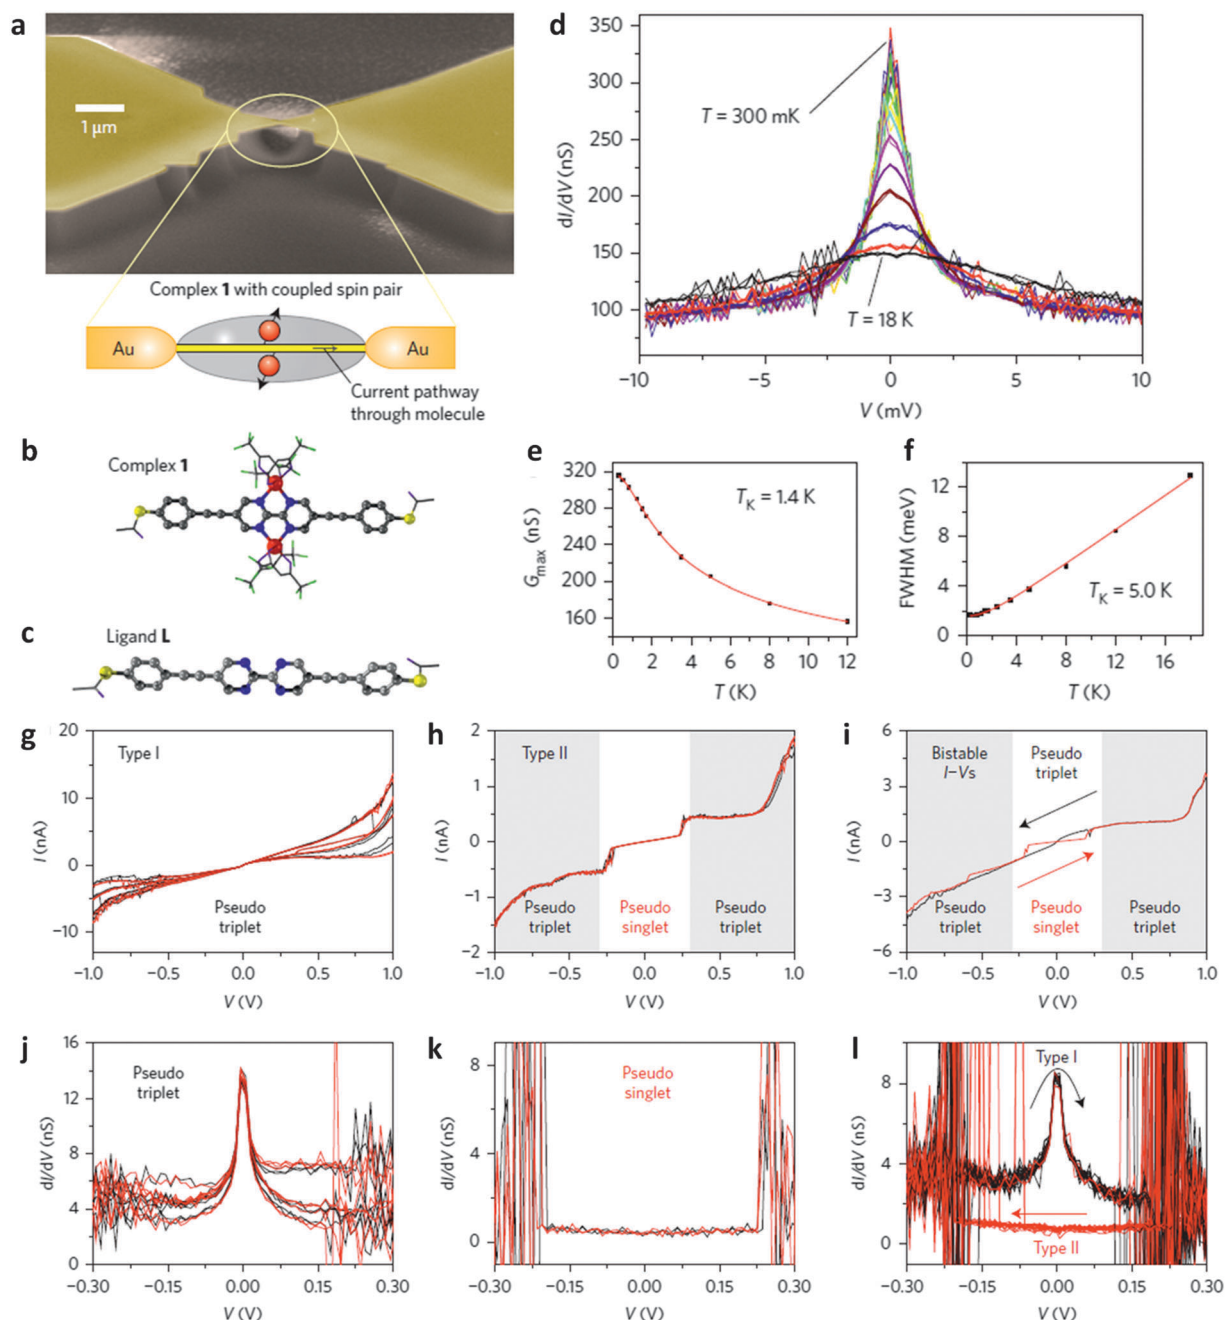 a
1 μm
Complex 1 with coupled spin pair
Au
Au
Current pathway
through molecule
b
Complex 1
c
Ligand L
d
350
300
250
200
150
100
dI/dV (nS)
T = 300 mK
T = 18 K
−10
−5
0
5
10
V (mV)
e
320
280
240
200
160
Gmax (nS)
TK = 1.4 K
0 2 4 6 8 10 12
T (K)
f
12
8
4
0
FWHM (meV)
TK = 5.0 K
0 4 8 12 16
T (K)
g
20
10
0
−10
I (nA)
Type I
Pseudo
triplet
−1.0 −0.5 0.0 0.5 1.0
V (V)
h
2
1
0
−1
−2
I (nA)
Type II
Pseudo
triplet
Pseudo
singlet
Pseudo
triplet
−1.0 −0.5 0.0 0.5 1.0
V (V)
i
6
3
0
−3
−6
I (nA)
Bistable
I−Vs
Pseudo
triplet
Pseudo
triplet
Pseudo
singlet
Pseudo
triplet
−1.0 −0.5 0.0 0.5 1.0
V (V)
j
16
12
8
4
0
dI/dV (nS)
Pseudo
triplet
−0.30 −0.15 0.00 0.15 0.30
V (V)
k
8
4
0
dI/dV (nS)
Pseudo
singlet
−0.30 −0.15 0.00 0.15 0.30
V (V)
l
8
4
0
dI/dV (nS)
Type I
Type II
−0.30 −0.15 0.00 0.15 0.30
V (V)